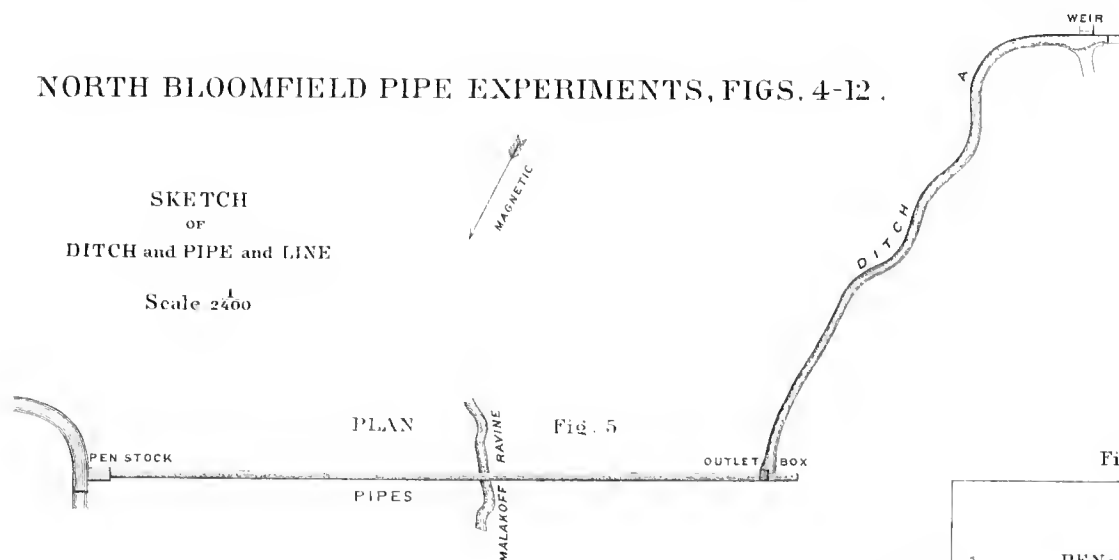 WEIR
NORTH BLOOMFIELD PIPE EXPERIMENTS, FIGS. 4-12.
A
MAGNETIC
SKETCH
OF
DITCH and PIPE and LINE
DITCH
Scale 1/2400
PLAN
Fig. 5
MALAKOFF RAVINE
PEN STOCK
OUTLET BOX
PIPES